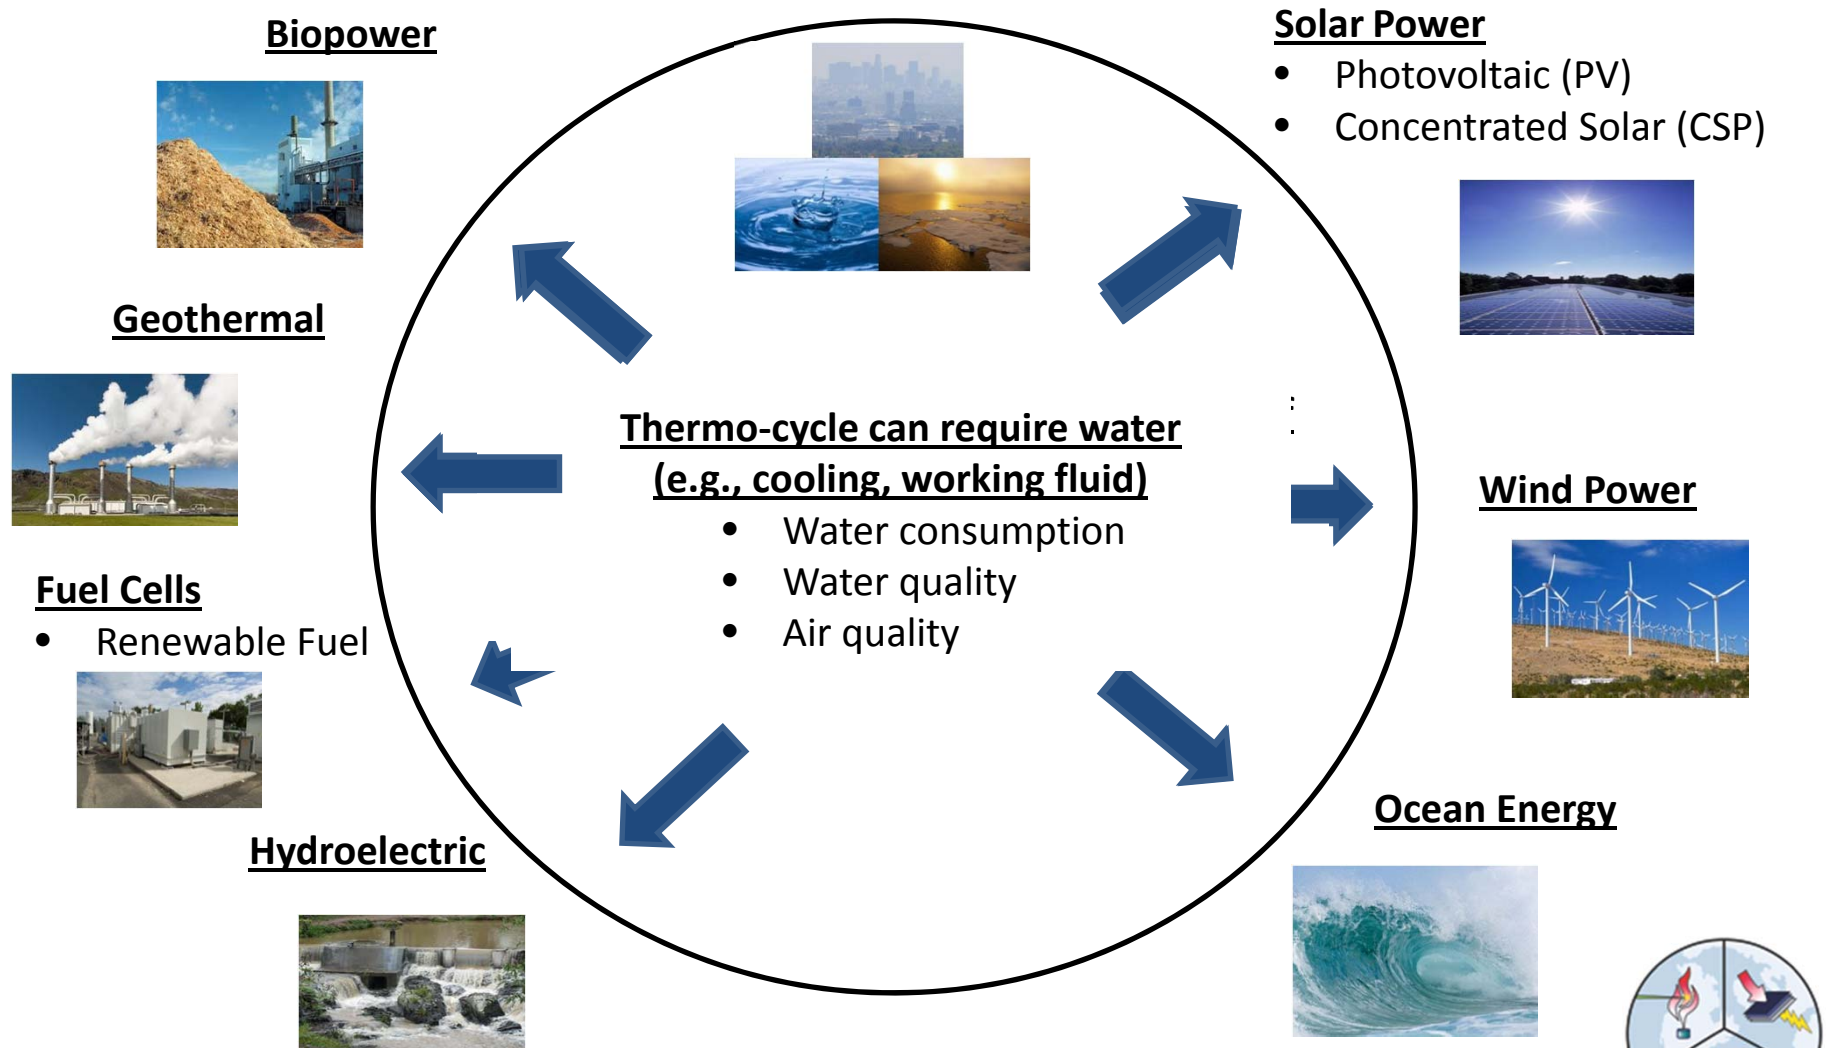 Biopower
Solar Power
• Photovoltaic (PV)
• Concentrated Solar (CSP)
Geothermal
Thermo-cycle can require water
(e.g., cooling, working fluid)
• Water consumption
• Water quality
• Air quality
Wind Power
Fuel Cells
• Renewable Fuel
Ocean Energy
Hydroelectric